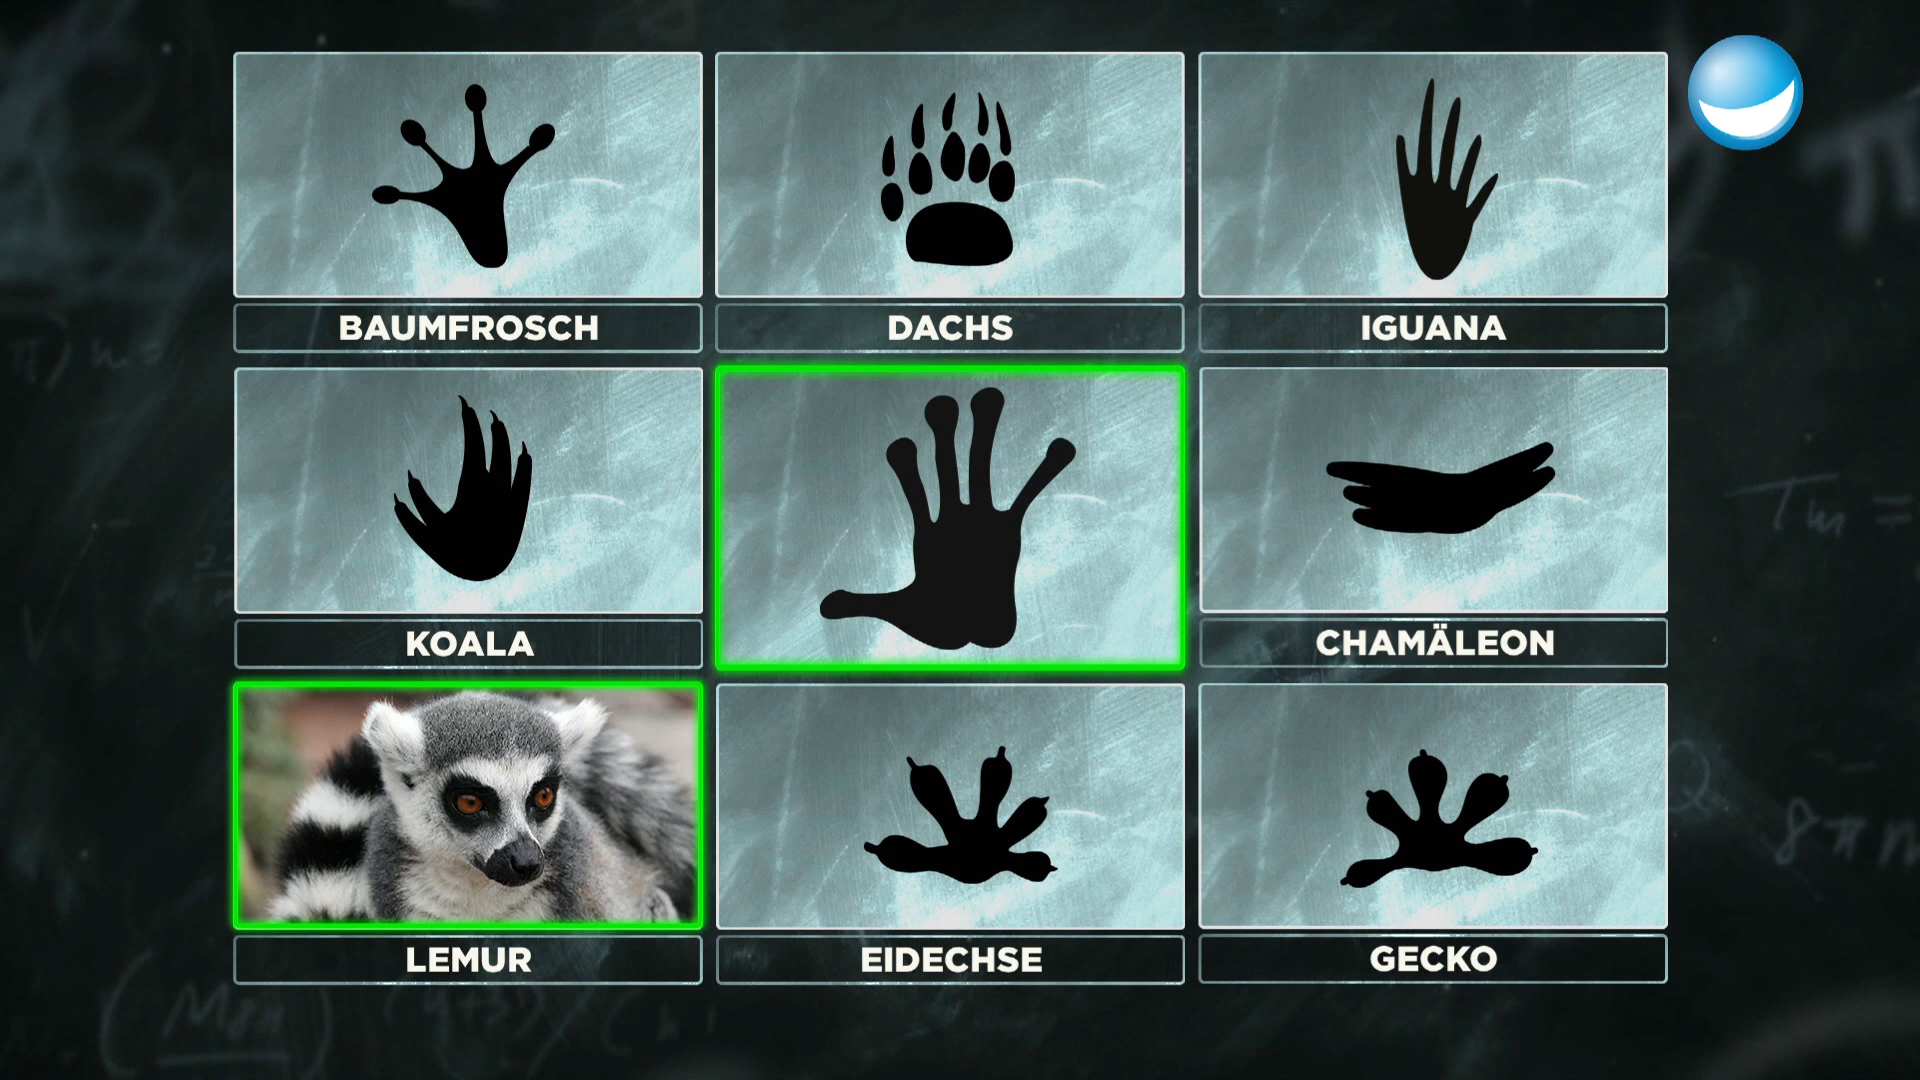 BAUMFROSCH
DACHS
IGUANA
KOALA
CHAMÄLEON
LEMUR
EIDECHSE
GECKO